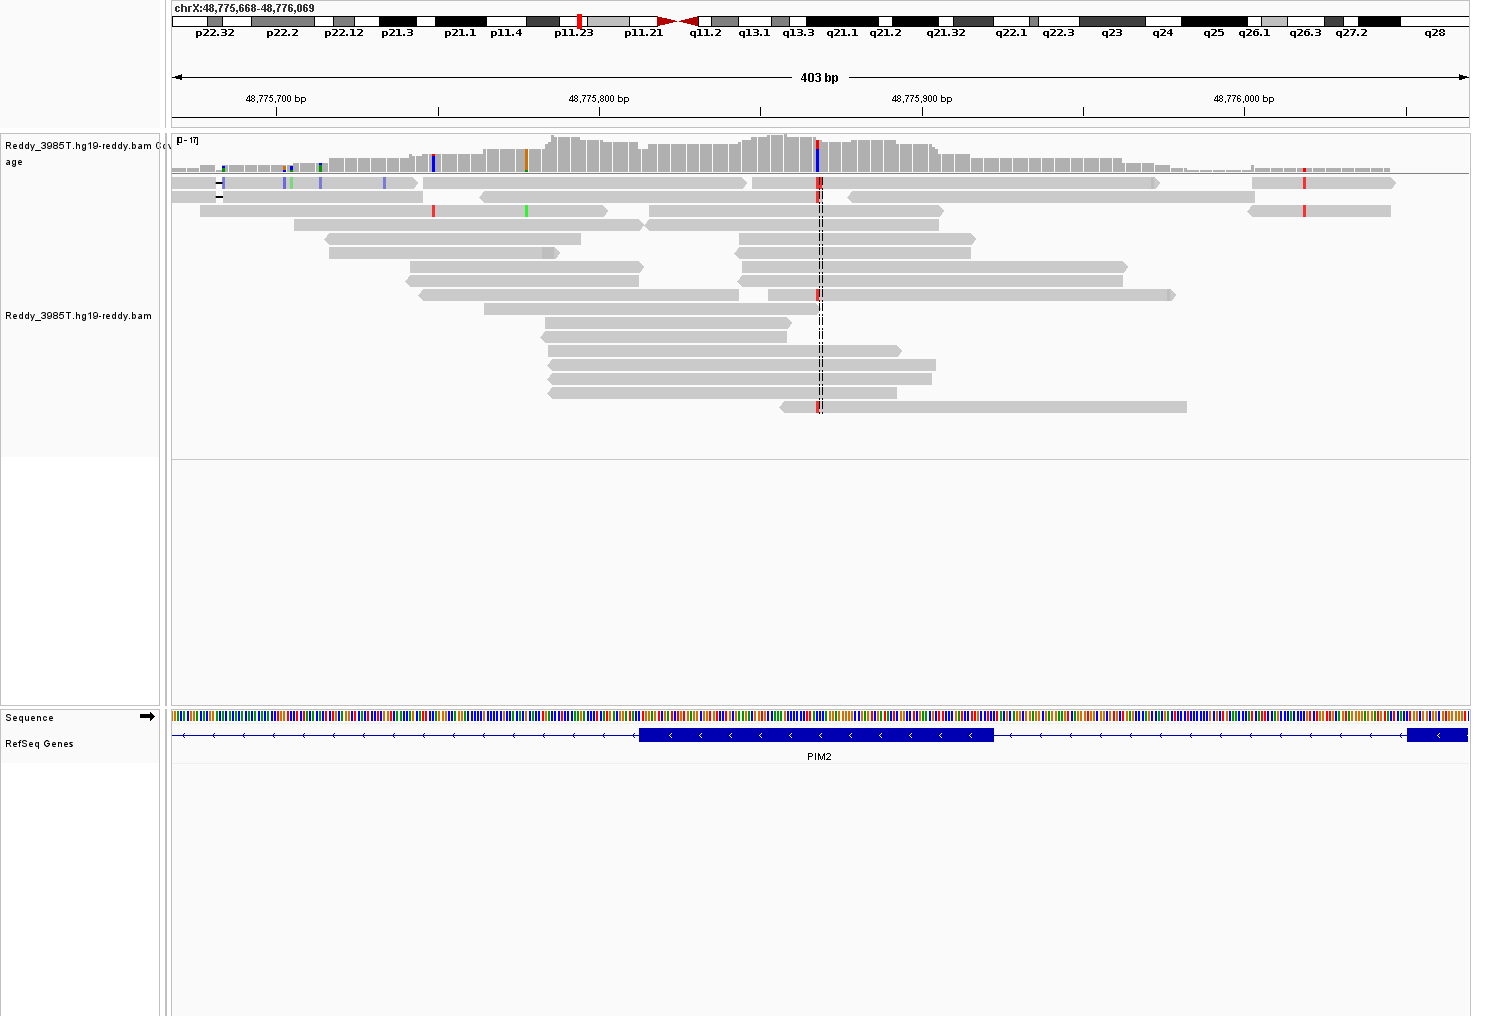 chrX:48,775,668-48,776,069
p22.32 p22.2 p22.12 p21.3 p21.1 p11.4 p11.23 p11.21 q11.2 q13.1 q13.3 q21.1 q21.2 q21.32 q22.1 q22.3 q23 q24 q25 q26.1 q26.3 q27.2 q28
403 bp
48,775,700 bp 48,775,800 bp 48,775,900 bp 48,776,000 bp
[0 - 17]
Reddy_3985T.hg19-reddy.bam Cov
age
Reddy_3985T.hg19-reddy.bam
Sequence
RefSeq Genes
PIM2